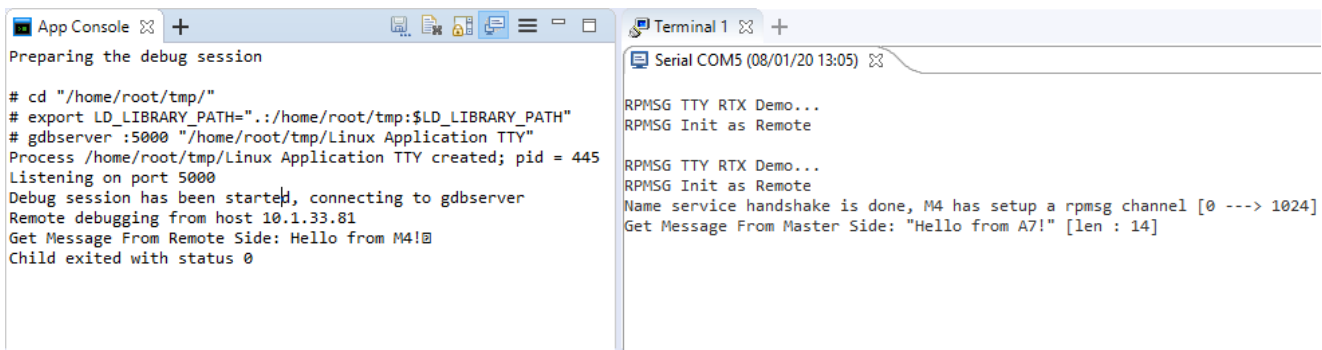 App Console
Preparing the debug session
# cd "/home/root/tmp/"
# export LD_LIBRARY_PATH=".:/home/root/tmp:$LD_LIBRARY_PATH"
# gdbserver :5000 "/home/root/tmp/Linux Application TTY"
Process /home/root/tmp/Linux Application TTY created; pid = 445
Listening on port 5000
Debug session has been started, connecting to gdbserver
Remote debugging from host 10.1.33.81
Get Message From Remote Side: Hello from M4!
Child exited with status 0
Terminal 1
Serial COM5 (08/01/20 13:05)
RPMSG TTY RTX Demo...
RPMSG Init as Remote
RPMSG TTY RTX Demo...
RPMSG Init as Remote
Name service handshake is done, M4 has setup a rpmsg channel [0 ---> 1024]
Get Message From Master Side: "Hello from A7!" [len : 14]